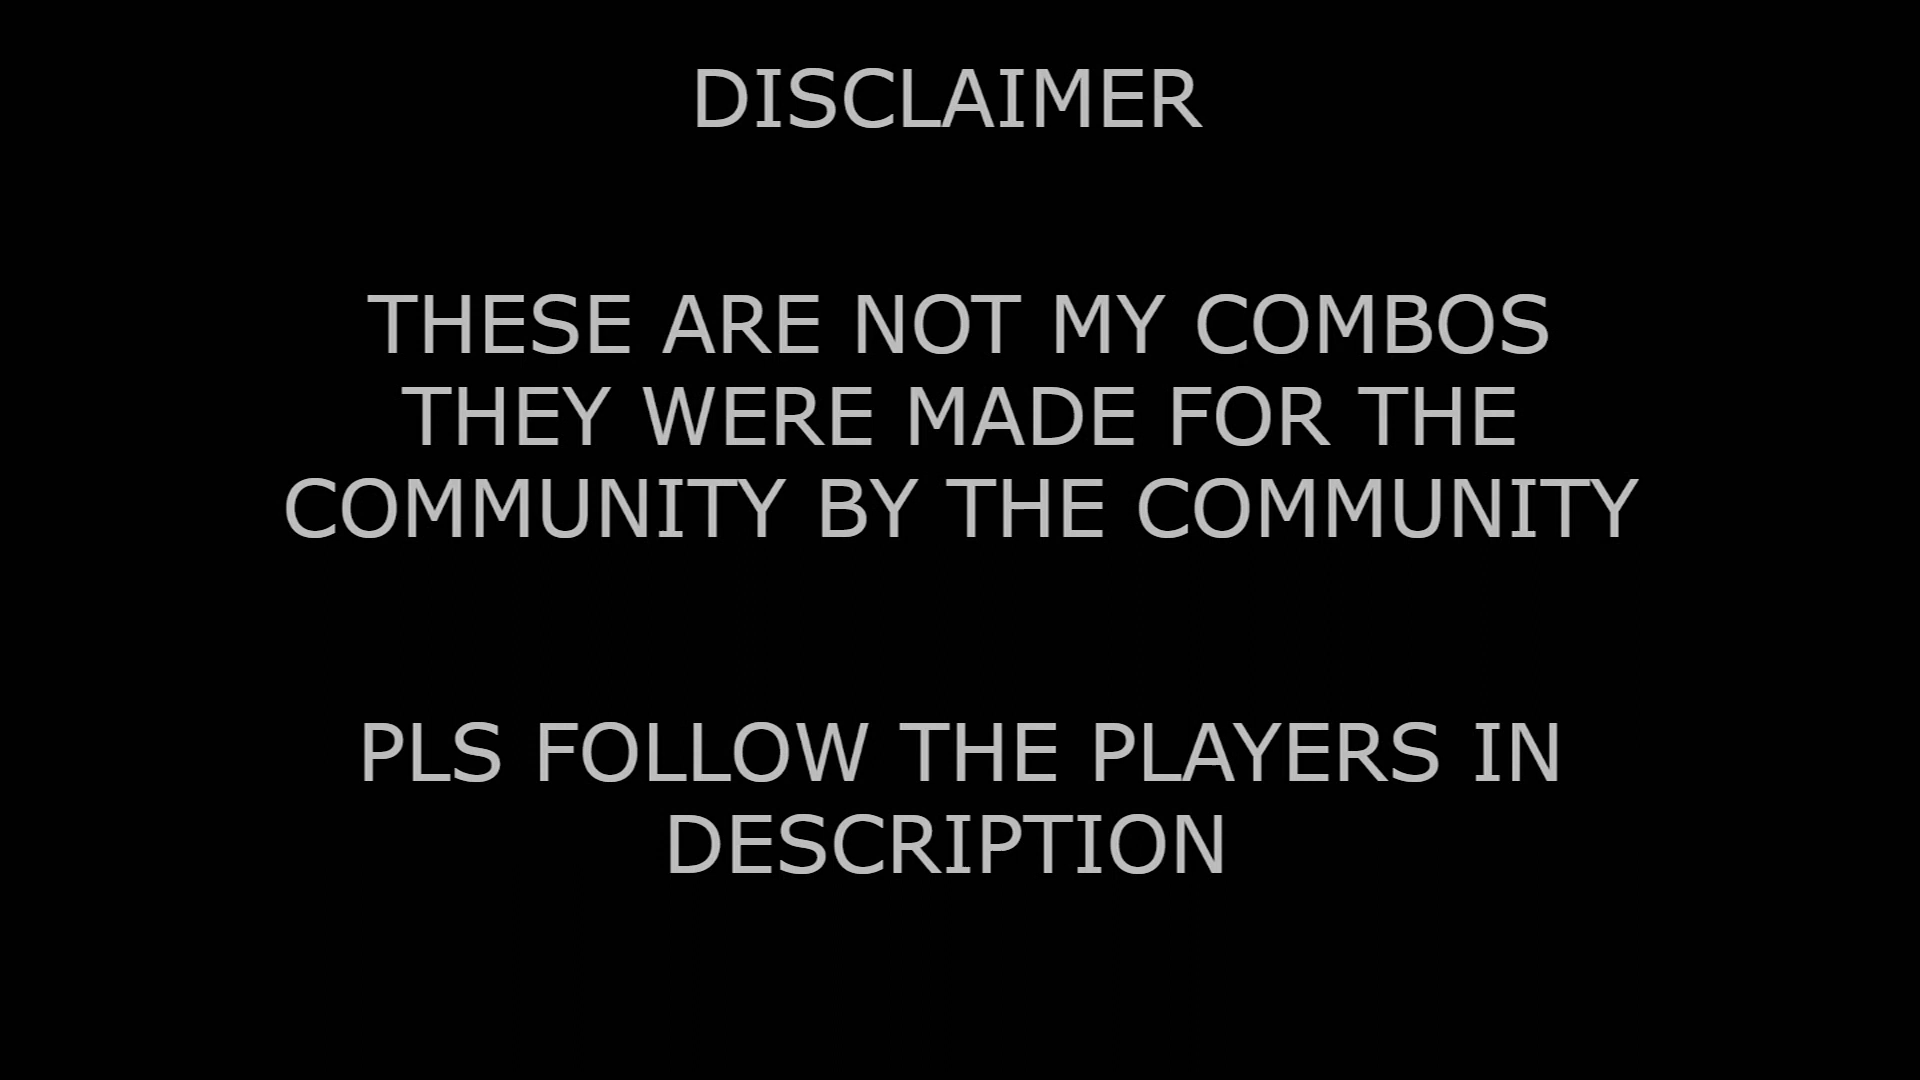 DISCLAIMER
THESE ARE NOT MY COMBOS
THEY WERE MADE FOR THE
COMMUNITY BY THE COMMUNITY
PLS FOLLOW THE PLAYERS IN
DESCRIPTION